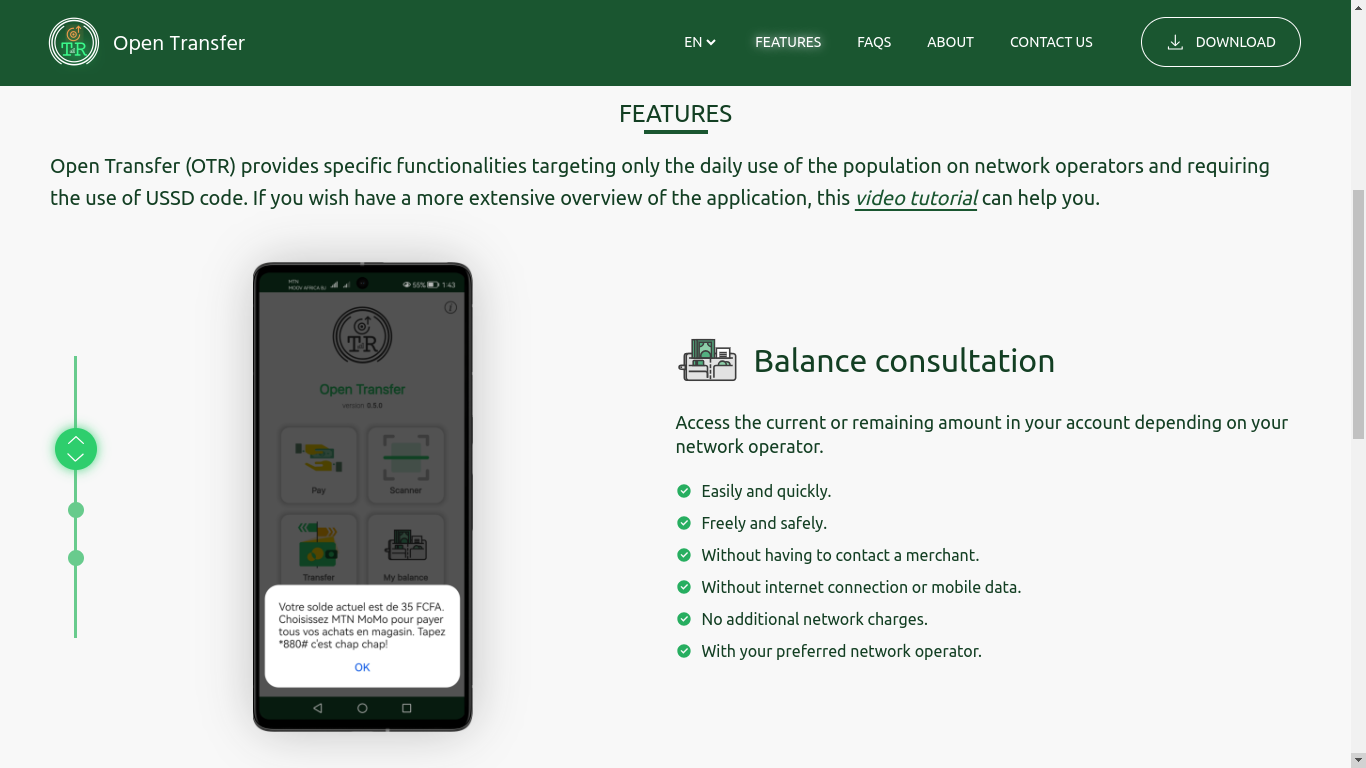 Open Transfer
EN
FEATURES
FAQS
ABOUT
CONTACT US
DOWNLOAD
FEATURES
Open Transfer (OTR) provides specific functionalities targeting only the daily use of the population on network operators and requiring
the use of USSD code. If you wish have a more extensive overview of the application, this video tutorial can help you.
MTN
MOOV AFRICA BJ
55% 1:43
Open Transfer
version 0.5.0
Pay
Scanner
Transfer
My balance
Votre solde actuel est de 35 FCFA.
Choisissez MTN MoMo pour payer
tous vos achats en magasin. Tapez
*880# c'est chap chap!
OK
Balance consultation
Access the current or remaining amount in your account depending on your
network operator.
Easily and quickly.
Freely and safely.
Without having to contact a merchant.
Without internet connection or mobile data.
No additional network charges.
With your preferred network operator.